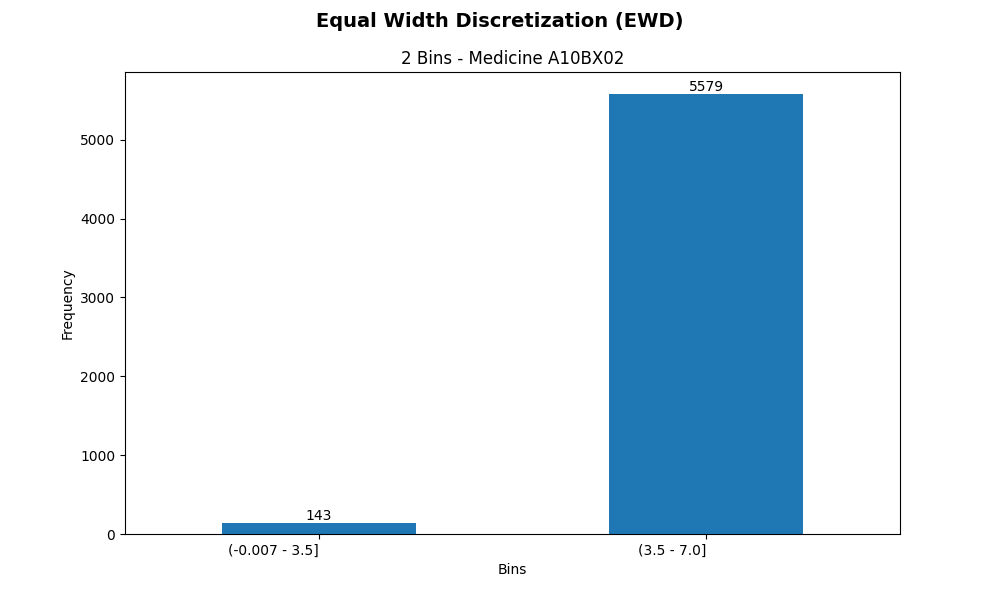 Equal Width Discretization (EWD)
2 Bins - Medicine A10BX02
5579
5000
4000
Frequency
3000
2000
1000
143
0
(-0.007 - 3.5]
(3.5 - 7.0]
Bins